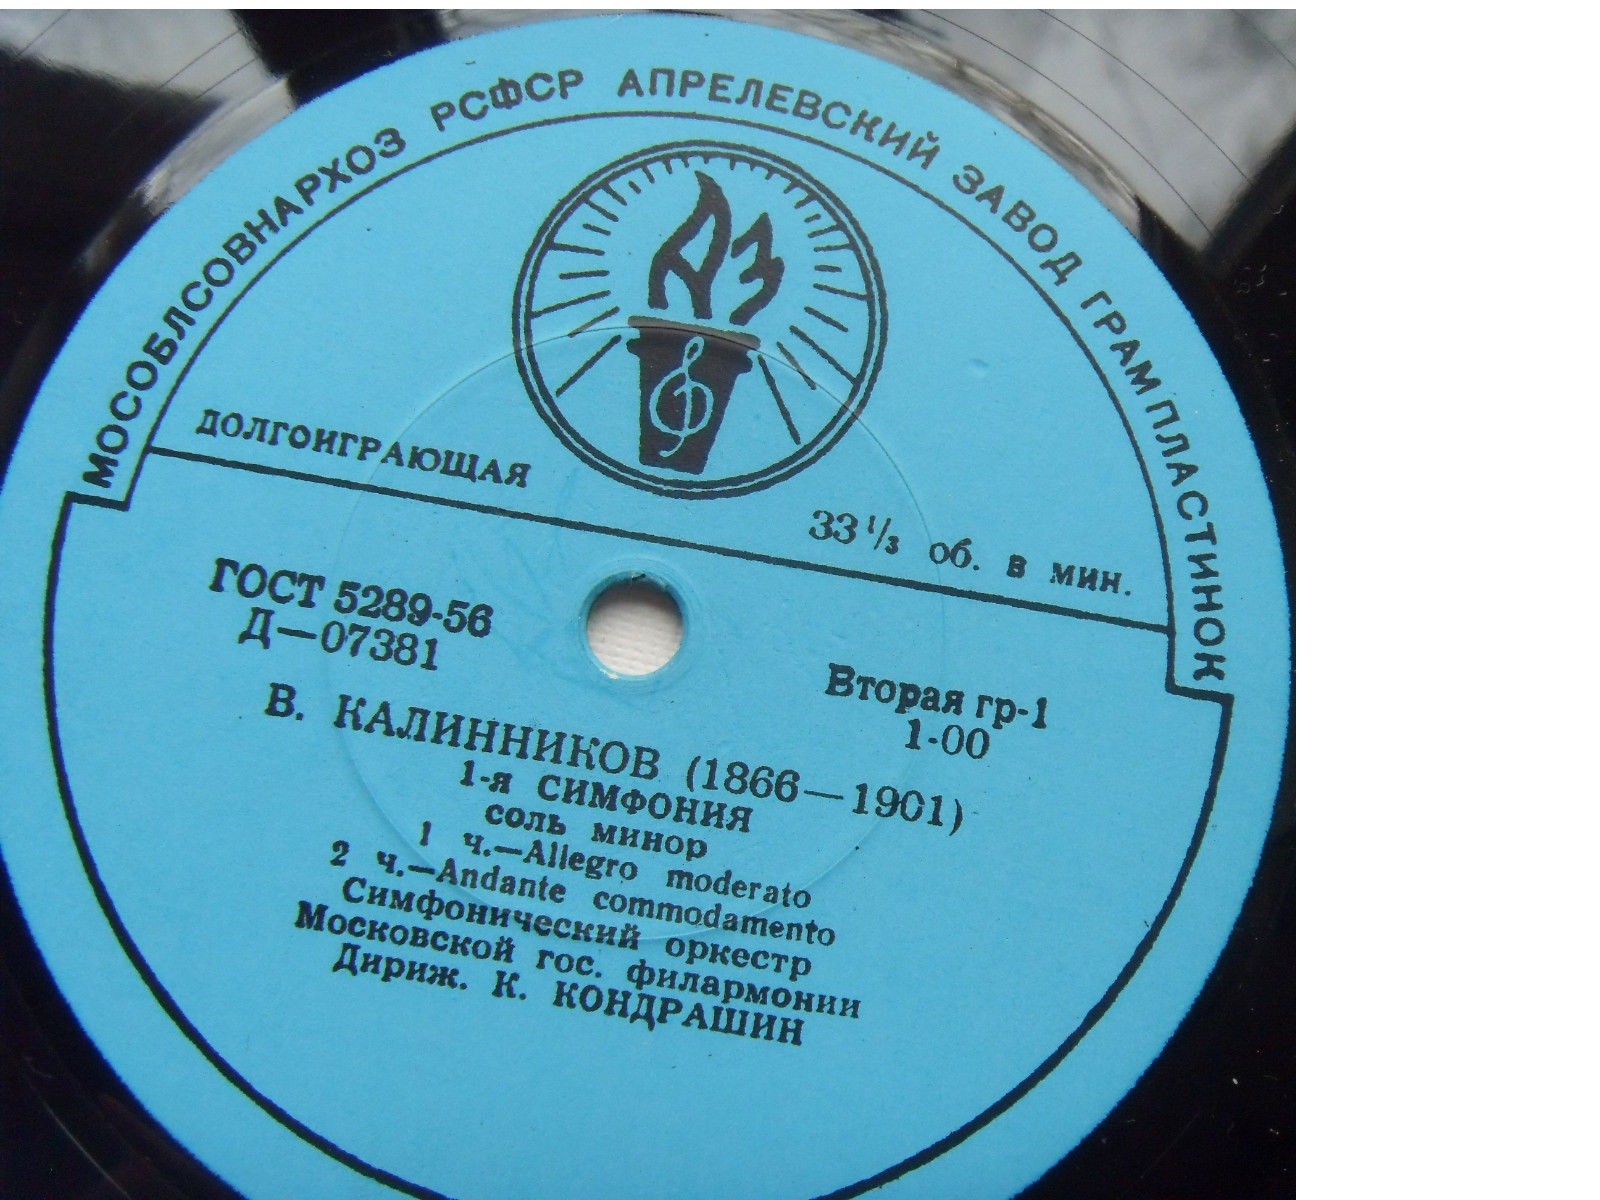 МОСОБЛСОВНАРХОЗ РСФСР АПРЕЛЕВСКИЙ ЗАВОД ГРАМПЛАСТИНОК
АЗ
ДОЛГОИГРАЮЩАЯ
33 1/3 об. в мин.
ГОСТ 5289-56
Д—07381
Вторая гр-1
1-00
В. КАЛИННИКОВ (1866—1901)
1-я СИМФОНИЯ
соль минор
1 ч.—Allegro moderato
2 ч.—Andante commodamento
Симфонический оркестр
Московской гос. филармонии
Дириж. К. КОНДРАШИН